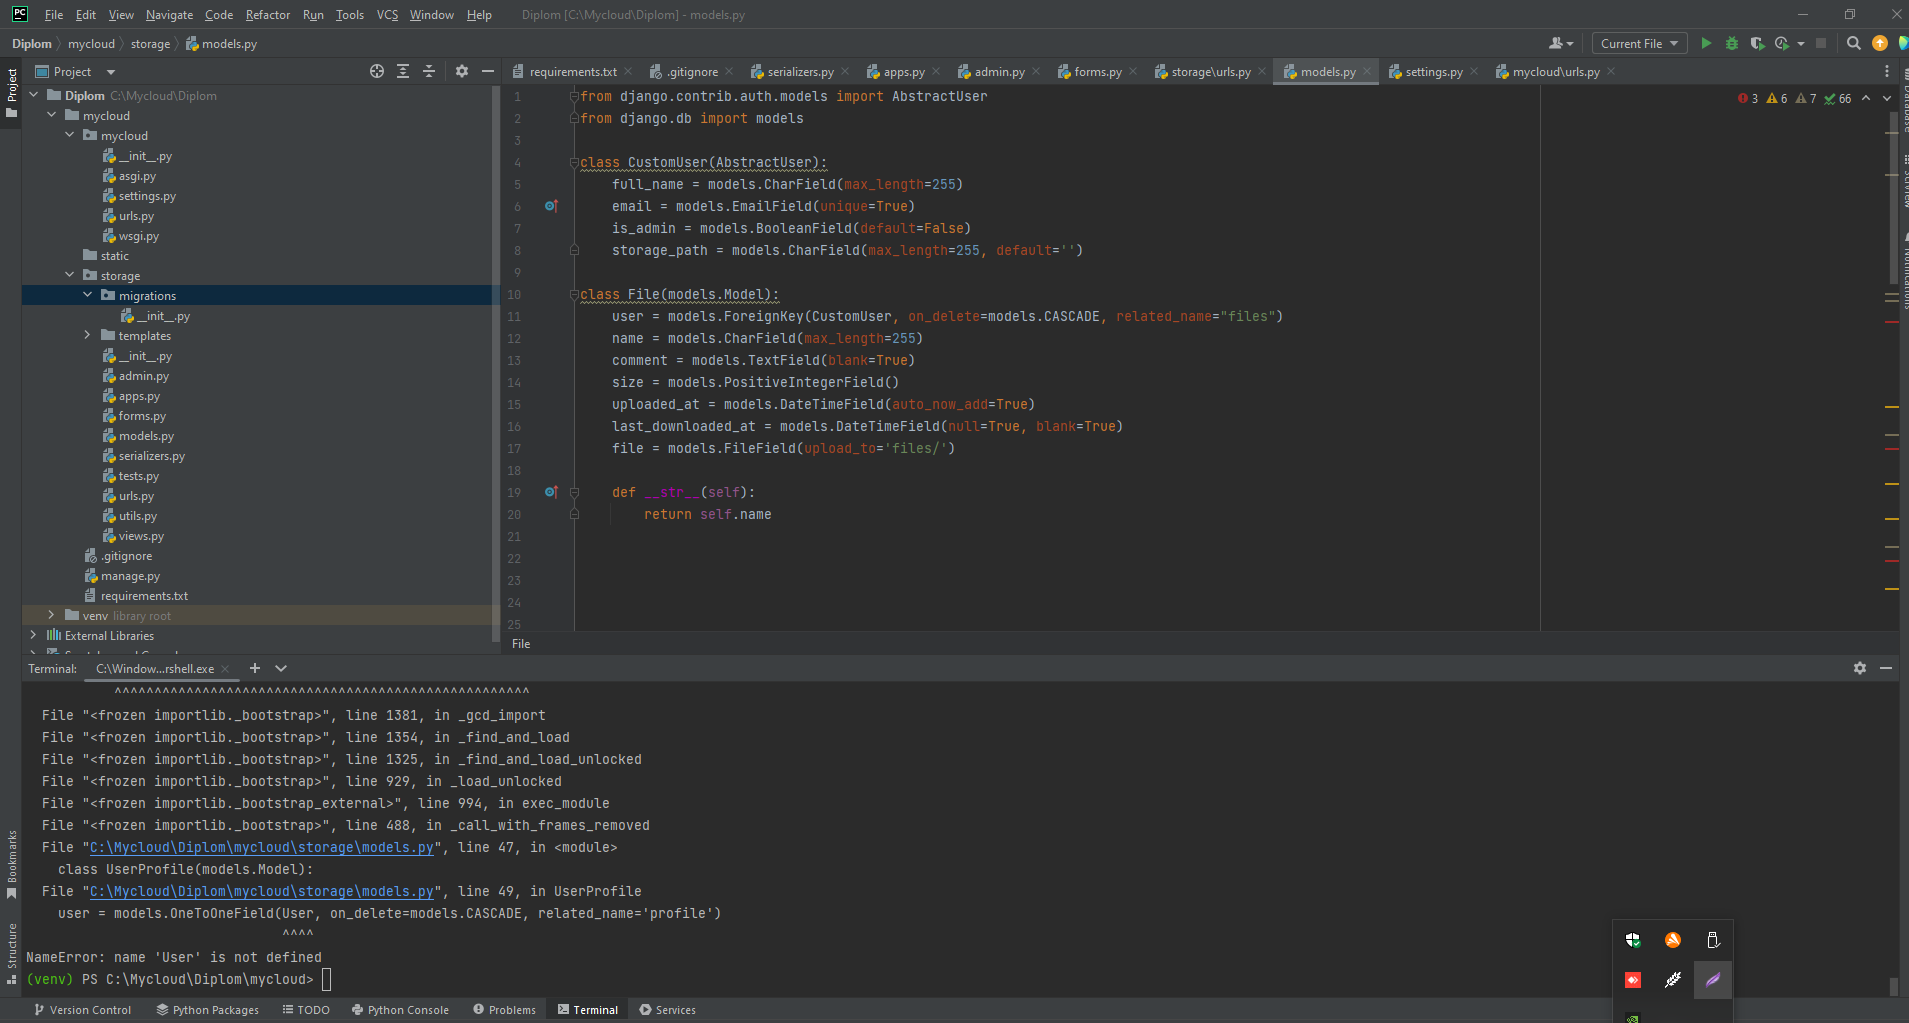 PC File Edit View Navigate Code Refactor Run Tools VCS Window Help Diplom [C:\Mycloud\Diplom] - models.py
Diplom mycloud storage models.py Current File
Project
Project
requirements.txt .gitignore serializers.py apps.py admin.py forms.py storage\urls.py models.py settings.py mycloud\urls.py
Diplom C:\Mycloud\Diplom
mycloud
mycloud
__init__.py
asgi.py
settings.py
urls.py
wsgi.py
static
storage
migrations
__init__.py
templates
__init__.py
admin.py
apps.py
forms.py
models.py
serializers.py
tests.py
urls.py
utils.py
views.py
.gitignore
manage.py
requirements.txt
venv library root
External Libraries
3 6 7 66
1 from django.contrib.auth.models import AbstractUser
2 from django.db import models
3
4 class CustomUser(AbstractUser):
5 full_name = models.CharField(max_length=255)
6 email = models.EmailField(unique=True)
7 is_admin = models.BooleanField(default=False)
8 storage_path = models.CharField(max_length=255, default='')
9
10 class File(models.Model):
11 user = models.ForeignKey(CustomUser, on_delete=models.CASCADE, related_name="files")
12 name = models.CharField(max_length=255)
13 comment = models.TextField(blank=True)
14 size = models.PositiveIntegerField()
15 uploaded_at = models.DateTimeField(auto_now_add=True)
16 last_downloaded_at = models.DateTimeField(null=True, blank=True)
17 file = models.FileField(upload_to='files/')
18
19 def __str__(self):
20 return self.name
21
22
23
24
25
File
Database
Notifications
Terminal: C:\Window...rshell.exe
^^^^^^^^^^^^^^^^^^^^^^^^^^^^^^^^^^^^^^^^^^^^^^^^^^^^
File "<frozen importlib._bootstrap>", line 1381, in _gcd_import
File "<frozen importlib._bootstrap>", line 1354, in _find_and_load
File "<frozen importlib._bootstrap>", line 1325, in _find_and_load_unlocked
File "<frozen importlib._bootstrap>", line 929, in _load_unlocked
File "<frozen importlib._bootstrap_external>", line 994, in exec_module
File "<frozen importlib._bootstrap>", line 488, in _call_with_frames_removed
File "C:\Mycloud\Diplom\mycloud\storage\models.py", line 47, in <module>
class UserProfile(models.Model):
File "C:\Mycloud\Diplom\mycloud\storage\models.py", line 49, in UserProfile
user = models.OneToOneField(User, on_delete=models.CASCADE, related_name='profile')
^^^^
NameError: name 'User' is not defined
(venv) PS C:\Mycloud\Diplom\mycloud>
Bookmarks
Structure
Version Control Python Packages TODO Python Console Problems Terminal Services